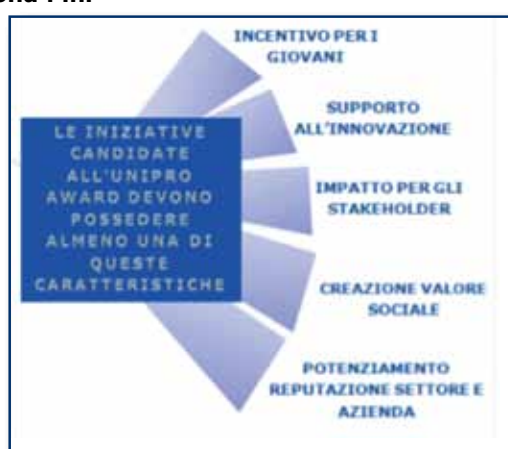 LE INIZIATIVE
CANDIDATE
ALL'UNIPRO
AWARD DEVONO
POSSEDERE
ALMENO UNA DI
QUESTE
CARATTERISTICHE
INCENTIVO PER I
GIOVANI
SUPPORTO
ALL'INNOVAZIONE
IMPATTO PER GLI
STAKEHOLDER
CREAZIONE VALORE
SOCIALE
POTENZIAMENTO
REPUTAZIONE SETTORE E
AZIENDA